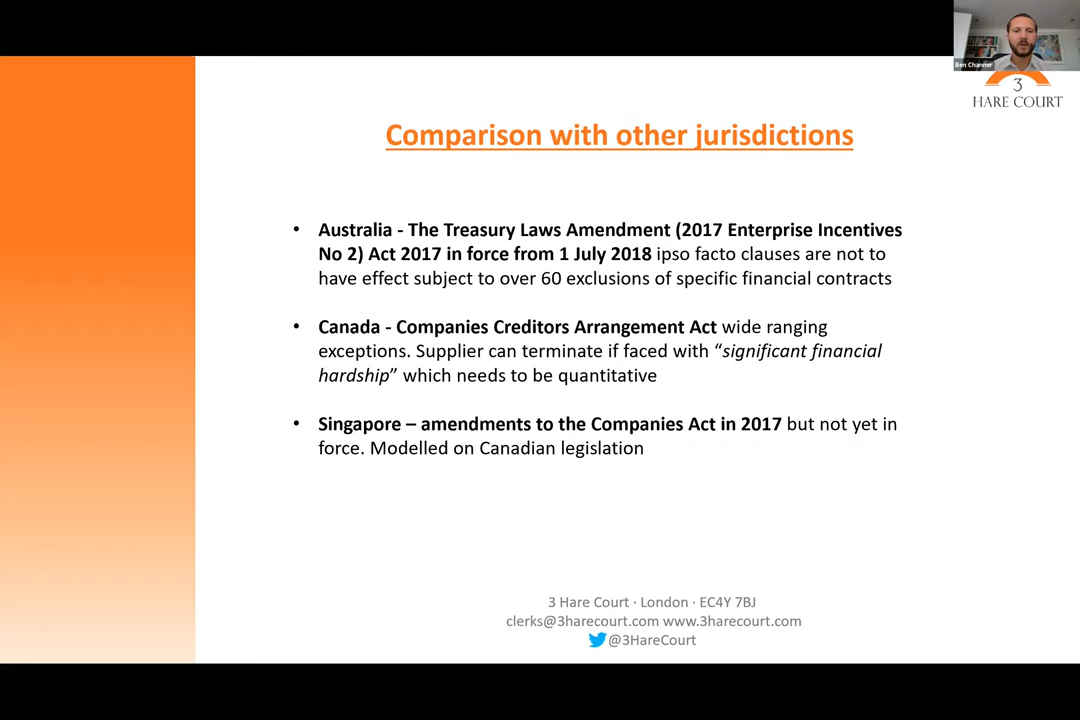 Ben Channer
3
HARE COURT
Comparison with other jurisdictions
• Australia - The Treasury Laws Amendment (2017 Enterprise Incentives
No 2) Act 2017 in force from 1 July 2018 ipso facto clauses are not to
have effect subject to over 60 exclusions of specific financial contracts
• Canada - Companies Creditors Arrangement Act wide ranging
exceptions. Supplier can terminate if faced with “significant financial
hardship” which needs to be quantitative
• Singapore – amendments to the Companies Act in 2017 but not yet in
force. Modelled on Canadian legislation
3 Hare Court · London · EC4Y 7BJ
clerks@3harecourt.com www.3harecourt.com
@3HareCourt